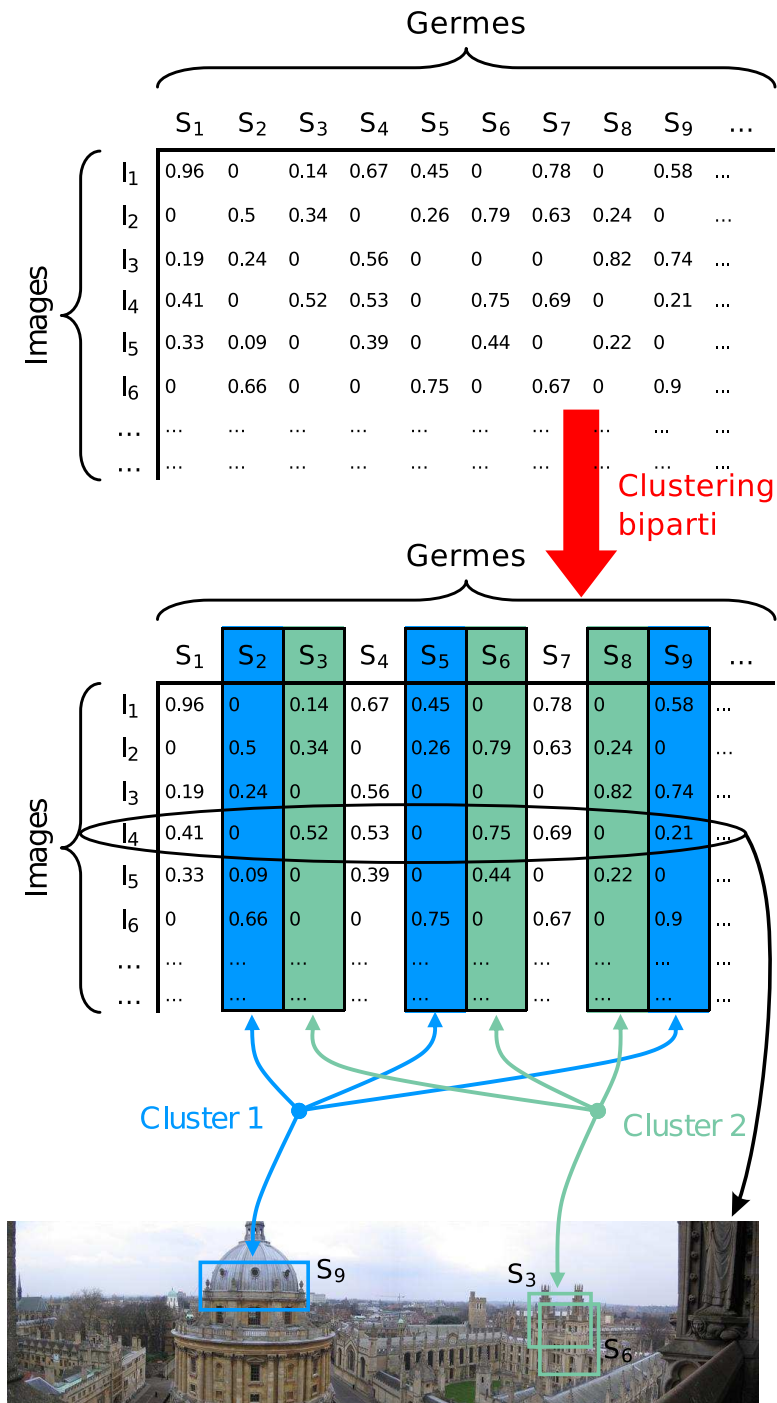 Germes
S1 S2 S3 S4 S5 S6 S7 S8 S9 ...
Images
I1 0.96 0 0.14 0.67 0.45 0 0.78 0 0.58 ...
I2 0 0.5 0.34 0 0.26 0.79 0.63 0.24 0 ...
I3 0.19 0.24 0 0.56 0 0 0 0.82 0.74 ...
I4 0.41 0 0.52 0.53 0 0.75 0.69 0 0.21 ...
I5 0.33 0.09 0 0.39 0 0.44 0 0.22 0 ...
I6 0 0.66 0 0 0.75 0 0.67 0 0.9 ...
... ... ... ... ... ... ... ... ... ... ...
... ... ... ... ... ... ... ... ... ... ...
Clustering
biparti
Germes
S1 S2 S3 S4 S5 S6 S7 S8 S9 ...
Images
I1 0.96 0 0.14 0.67 0.45 0 0.78 0 0.58 ...
I2 0 0.5 0.34 0 0.26 0.79 0.63 0.24 0 ...
I3 0.19 0.24 0 0.56 0 0 0 0.82 0.74 ...
I4 0.41 0 0.52 0.53 0 0.75 0.69 0 0.21 ...
I5 0.33 0.09 0 0.39 0 0.44 0 0.22 0 ...
I6 0 0.66 0 0 0.75 0 0.67 0 0.9 ...
... ... ... ... ... ... ... ... ... ... ...
... ... ... ... ... ... ... ... ... ... ...
Cluster 1
Cluster 2
S9
S3
S6